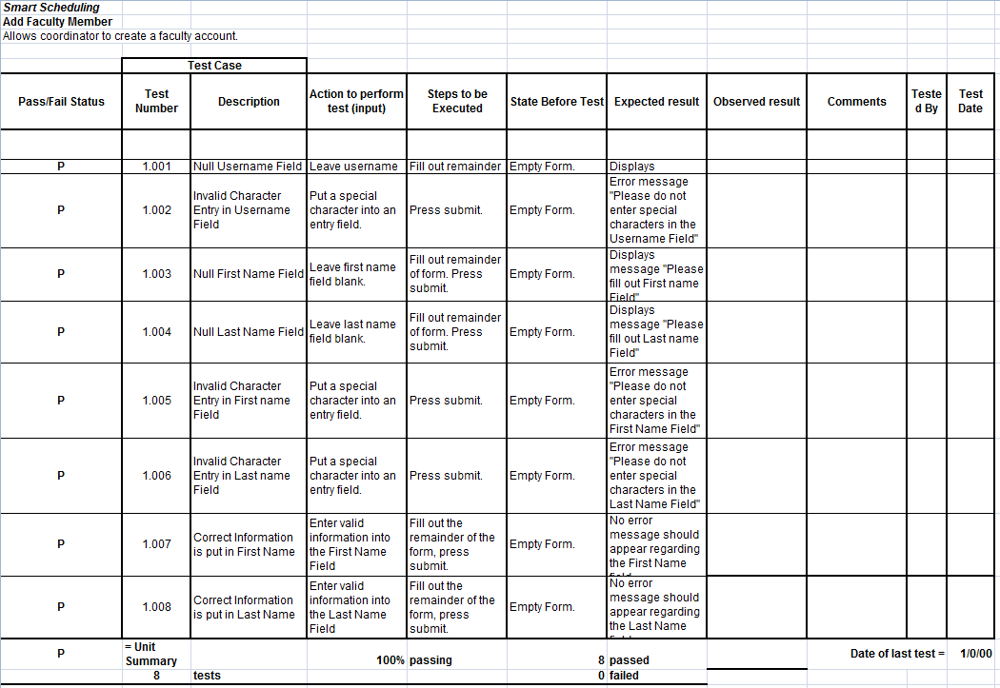 Smart Scheduling
Add Faculty Member
Allows coordinator to create a faculty account.
Test Case
Pass/Fail Status
Test
Number
Description
Action to perform
test (input)
Steps to be
Executed
State Before Test
Expected result
Observed result
Comments
Teste
d By
Test
Date
P
1.001
Null Username Field
Leave username
Fill out remainder
Empty Form.
Displays
P
1.002
Invalid Character
Entry in Username
Field
Put a special
character into an
entry field.
Press submit.
Empty Form.
Error message
"Please do not
enter special
characters in the
Username Field"
P
1.003
Null First Name Field
Leave first name
field blank.
Fill out remainder
of form. Press
submit.
Empty Form.
Displays
message "Please
fill out First name
Field"
P
1.004
Null Last Name Field
Leave last name
field blank.
Fill out remainder
of form. Press
submit.
Empty Form.
Displays
message "Please
fill out Last name
Field"
P
1.005
Invalid Character
Entry in First name
Field
Put a special
character into an
entry field.
Press submit.
Empty Form.
Error message
"Please do not
enter special
characters in the
First Name Field"
P
1.006
Invalid Character
Entry in Last name
Field
Put a special
character into an
entry field.
Press submit.
Empty Form.
Error message
"Please do not
enter special
characters in the
Last Name Field"
P
1.007
Correct Information
is put in First Name
Enter valid
information into
the First Name
Field
Fill out the
remainder of the
form, press
submit.
Empty Form.
No error
message should
appear regarding
the First Name
P
1.008
Correct Information
is put in Last Name
Enter valid
information into
the Last Name
Field
Fill out the
remainder of the
form, press
submit.
Empty Form.
No error
message should
appear regarding
the Last Name
P
= Unit
Summary
100% passing
8 passed
Date of last test =
1/0/00
8
tests
0 failed